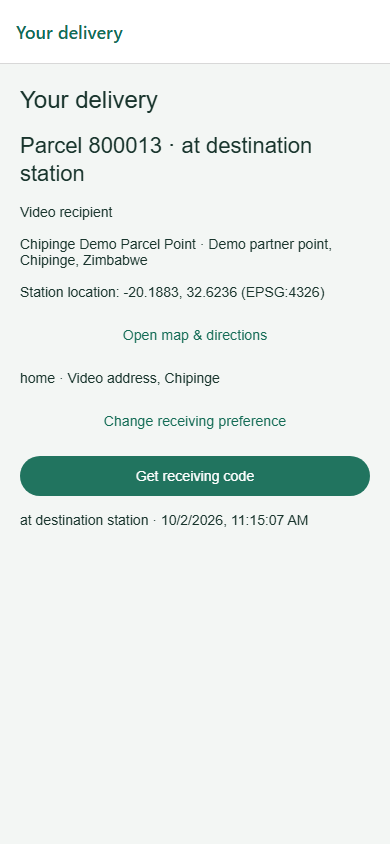 Your delivery
Your delivery
Parcel 800013 · at destination
station
Video recipient
Chipinge Demo Parcel Point · Demo partner point,
Chipinge, Zimbabwe
Station location: -20.1883, 32.6236 (EPSG:4326)
Open map & directions
home · Video address, Chipinge
Change receiving preference
Get receiving code
at destination station · 10/2/2026, 11:15:07 AM